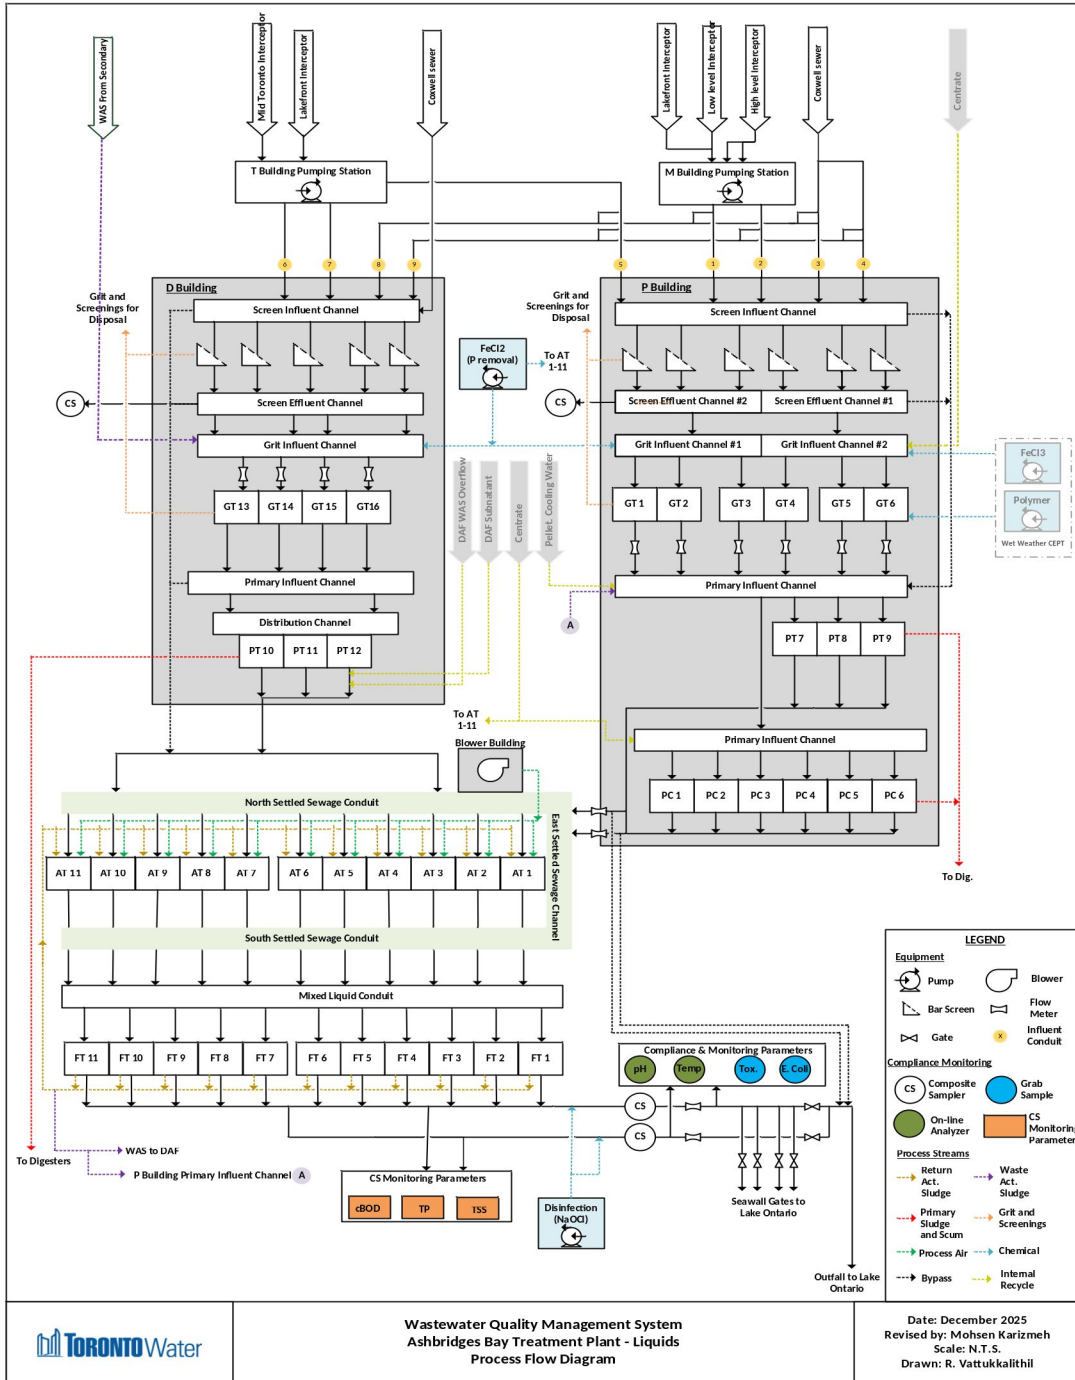 WAS From Secondary
Mid Toronto Interceptor
Lakefront Interceptor
Coxwell sewer
Lakefront Interceptor
Low level Interceptor
High level Interceptor
Coxwell sewer
Centrate
T Building Pumping Station
M Building Pumping Station
6
7
8
9
5
1
2
3
4
D Building
P Building
Grit and
Screenings for
Disposal
Screen Influent Channel
Grit and
Screenings for
Disposal
Screen Influent Channel
FeCl2
(P removal)
To AT
1-11
CS
Screen Effluent Channel
CS
Screen Effluent Channel #2
Screen Effluent Channel #1
Grit Influent Channel
Grit Influent Channel #1
Grit Influent Channel #2
FeCl3
Polymer
Wet Weather CEPT
DAF WAS Overflow
DAF Subnatant
Centrate
Pellet. Cooling Water
GT 13
GT 14
GT 15
GT16
GT 1
GT 2
GT 3
GT 4
GT 5
GT 6
Primary Influent Channel
Primary Influent Channel
Distribution Channel
A
PT 10
PT 11
PT 12
PT 7
PT 8
PT 9
To AT
1-11
Primary Influent Channel
Blower Building
PC 1
PC 2
PC 3
PC 4
PC 5
PC 6
North Settled Sewage Conduit
East Settled Sewage Channel
AT 11
AT 10
AT 9
AT 8
AT 7
AT 6
AT 5
AT 4
AT 3
AT 2
AT 1
To Dig.
South Settled Sewage Conduit
Mixed Liquid Conduit
FT 11
FT 10
FT 9
FT 8
FT 7
FT 6
FT 5
FT 4
FT 3
FT 2
FT 1
Compliance & Monitoring Parameters
pH
Temp
Tox.
E. Coli
CS
CS
To Digesters
WAS to DAF
P Building Primary Influent Channel
A
CS Monitoring Parameters
cBOD
TP
TSS
Disinfection
(NaOCl)
Seawall Gates to
Lake Ontario
Outfall to Lake
Ontario
LEGEND
Equipment
Pump
Blower
Bar Screen
Flow
Meter
Gate
X
Influent
Conduit
Compliance Monitoring
CS
Composite
Sampler
Grab
Sample
On-line
Analyzer
CS
Monitoring
Parameter
Process Streams
Return
Act.
Sludge
Waste
Act.
Sludge
Primary
Sludge
and Scum
Grit and
Screenings
Process Air
Chemical
Bypass
Internal
Recycle
TORONTO Water
Wastewater Quality Management System
Ashbridges Bay Treatment Plant - Liquids
Process Flow Diagram
Date: December 2025
Revised by: Mohsen Karizmeh
Scale: N.T.S.
Drawn: R. Vattukkalithil